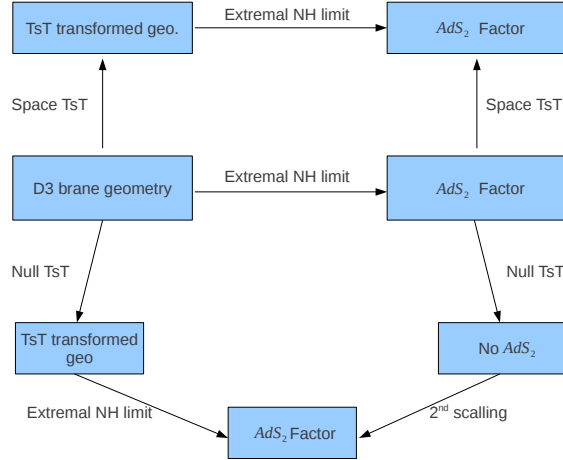 TsT transformed geo.
Extremal NH limit
AdS₂ Factor
Space TsT
Space TsT
D3 brane geometry
Extremal NH limit
AdS₂ Factor
Null TsT
Null TsT
TsT transformed
geo
No AdS₂
Extremal NH limit
2nd scalling
AdS₂ Factor